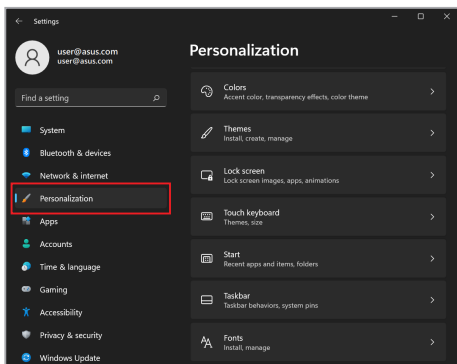 Settings
user@asus.com
user@asus.com
Find a setting
System
Bluetooth & devices
Network & internet
Personalization
Apps
Accounts
Time & language
Gaming
Accessibility
Privacy & security
Windows Update
Personalization
Colors
Accent color, transparency effects, color theme
Themes
Install, create, manage
Lock screen
Lock screen images, apps, animations
Touch keyboard
Themes, size
Start
Recent apps and items, folders
Taskbar
Taskbar behaviors, system pins
Fonts
Install, manage